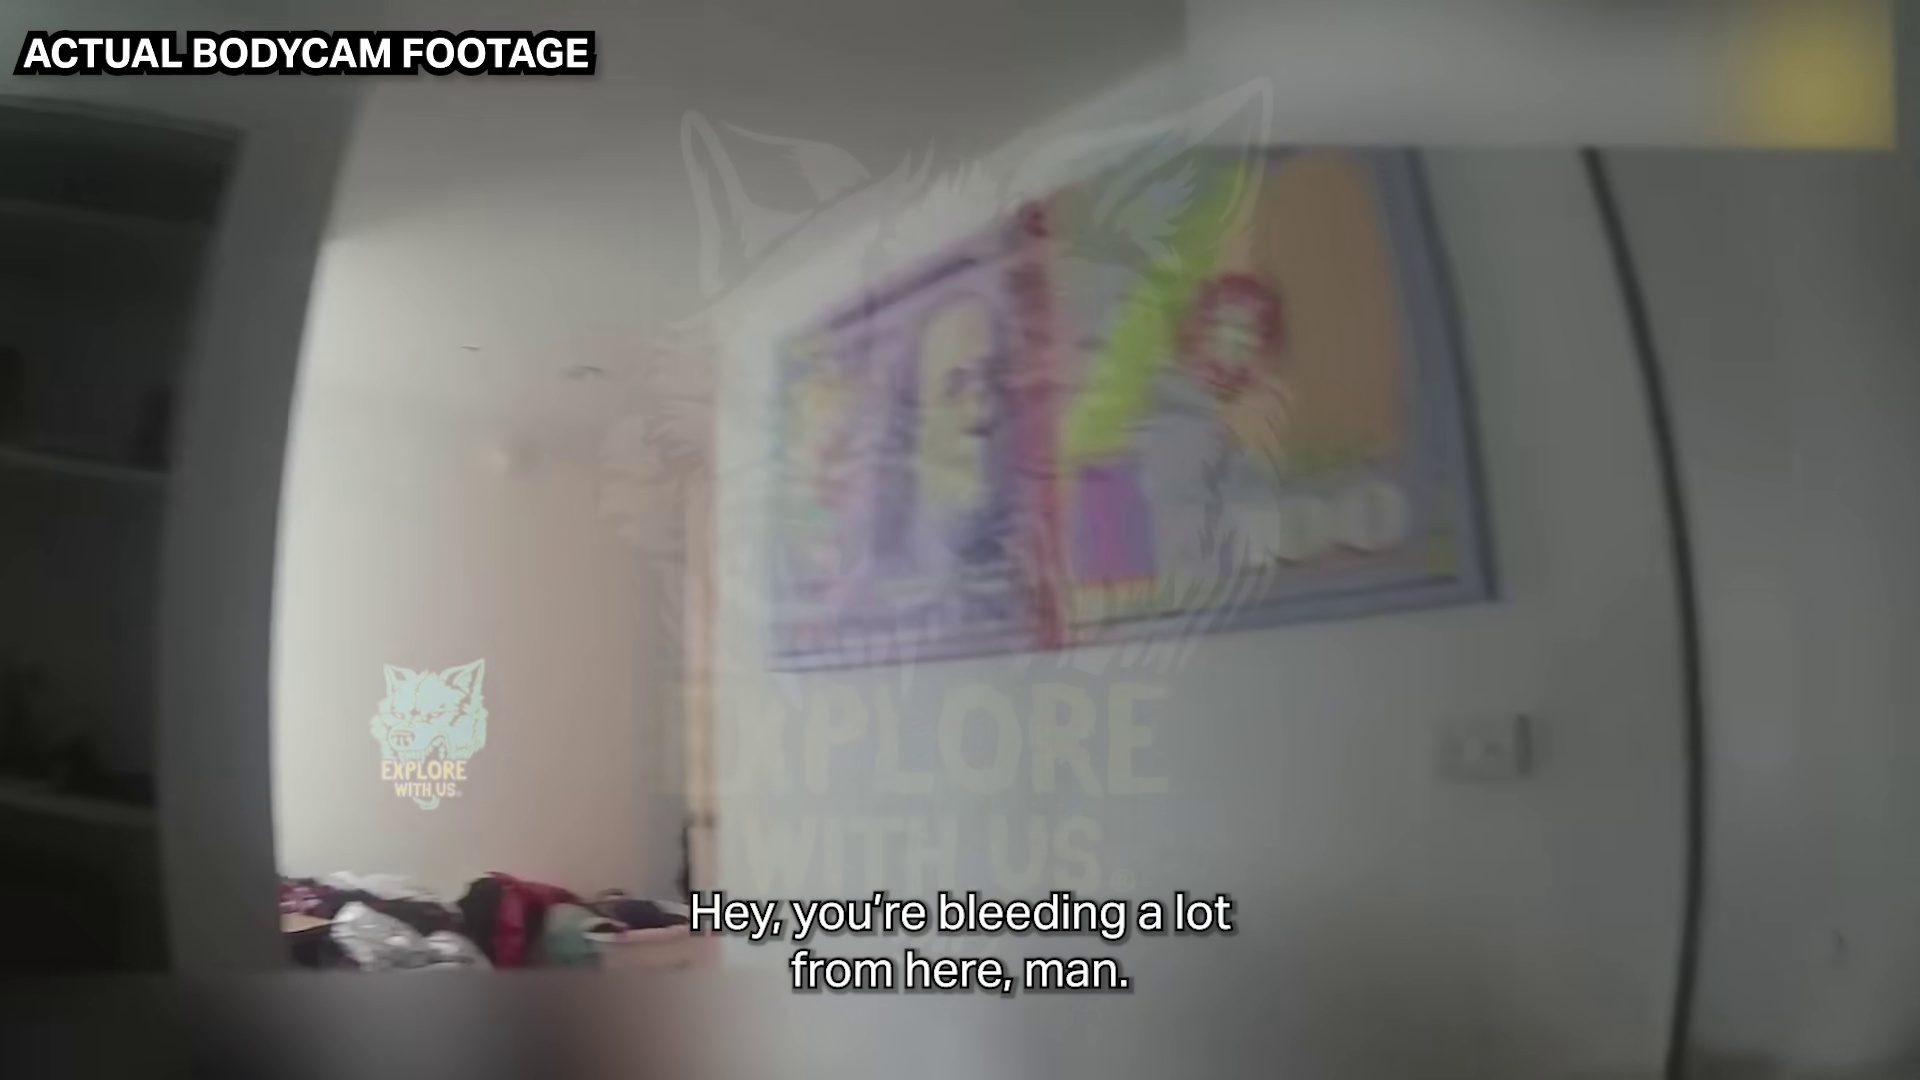 ACTUAL BODYCAM FOOTAGE
EXPLORE
WITH US
EXPLORE
WITH US
Hey, you're bleeding a lot
from here, man.